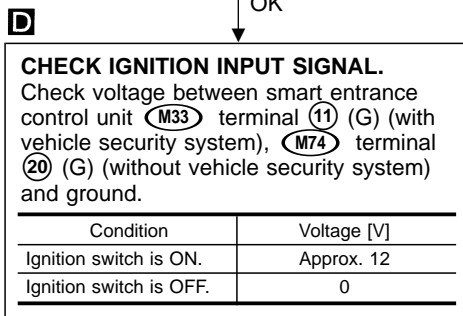 OK
D
CHECK IGNITION INPUT SIGNAL.
Check voltage between smart entrance
control unit M33 terminal 11 (G) (with
vehicle security system), M74 terminal
20 (G) (without vehicle security system)
and ground.
Condition Voltage [V]
Ignition switch is ON. Approx. 12
Ignition switch is OFF. 0